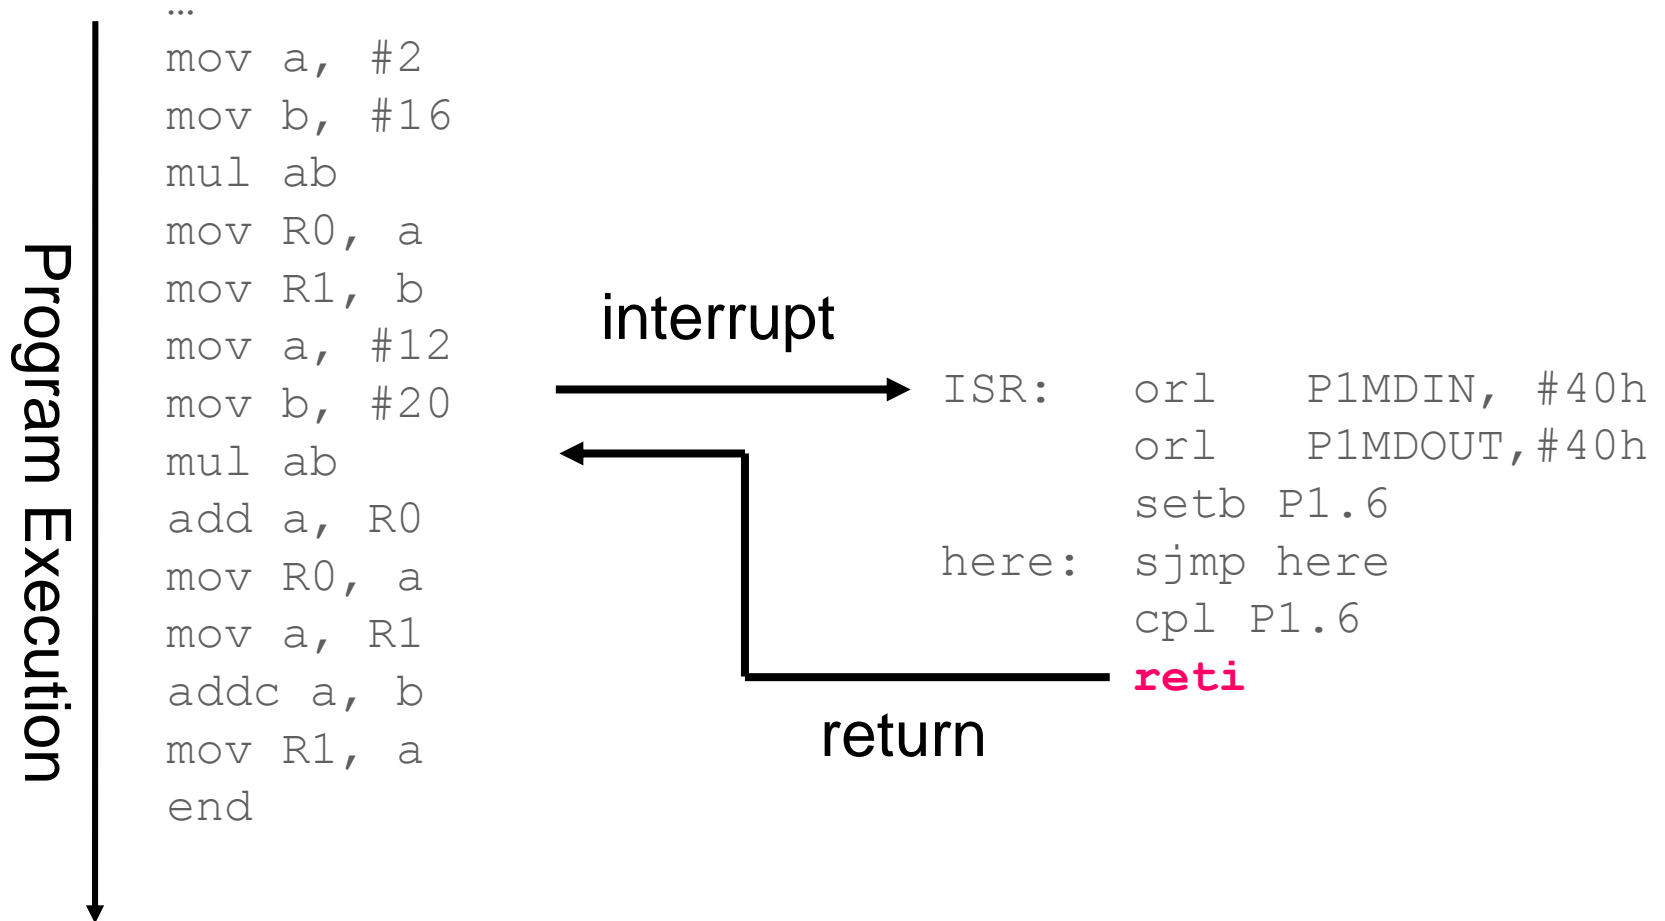 …
mov a, #2
mov b, #16
mul ab
mov R0, a
mov R1, b
mov a, #12
mov b, #20
mul ab
add a, R0
mov R0, a
mov a, R1
addc a, b
mov R1, a
end
Program Execution
interrupt
ISR: orl P1MDIN, #40h
orl P1MDOUT,#40h
setb P1.6
here: sjmp here
cpl P1.6
reti
return